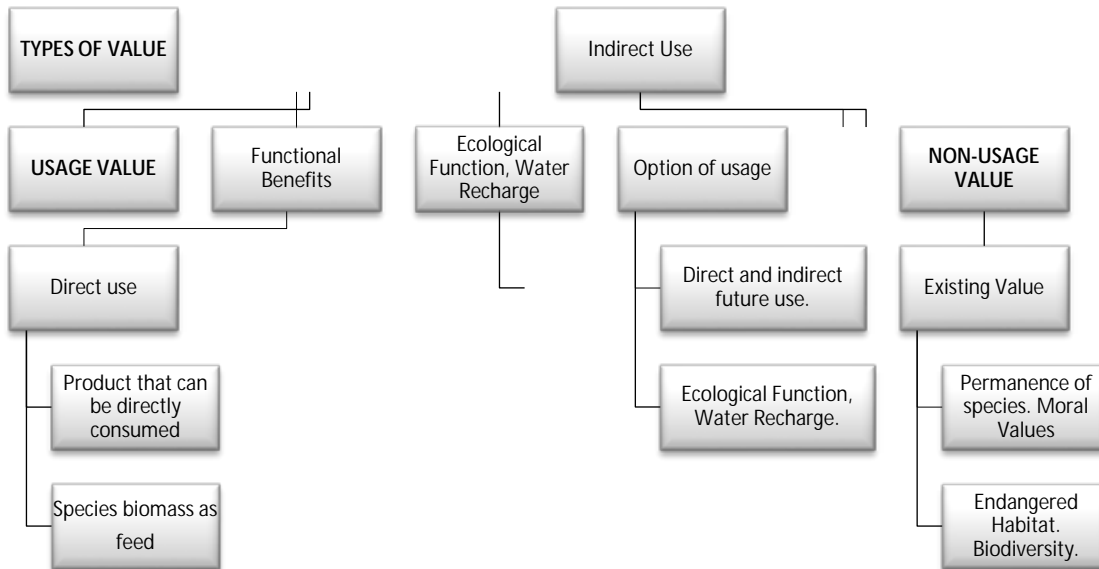 TYPES OF VALUE
Indirect Use
USAGE VALUE
Functional
Benefits
Ecological
Function, Water
Recharge
Option of usage
NON-USAGE
VALUE
Direct use
Direct and indirect
future use.
Existing Value
Product that can
be directly
consumed
Ecological Function,
Water Recharge.
Permanence of
species. Moral
Values
Species biomass as
feed
Endangered
Habitat.
Biodiversity.